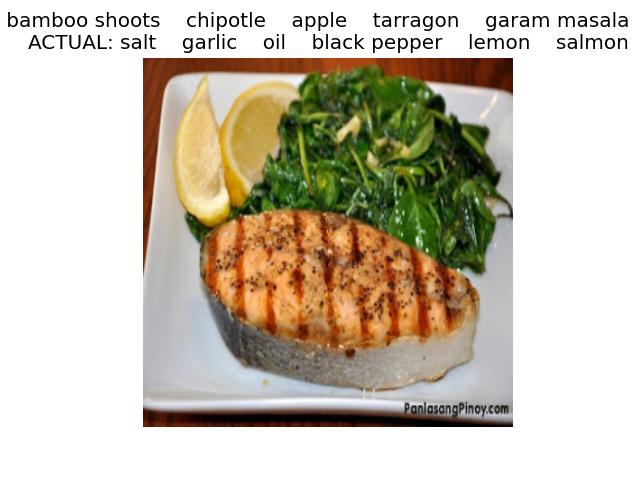 bamboo shoots chipotle apple tarragon garam masala
ACTUAL: salt garlic oil black pepper lemon salmon
PanlasangPinoy.com